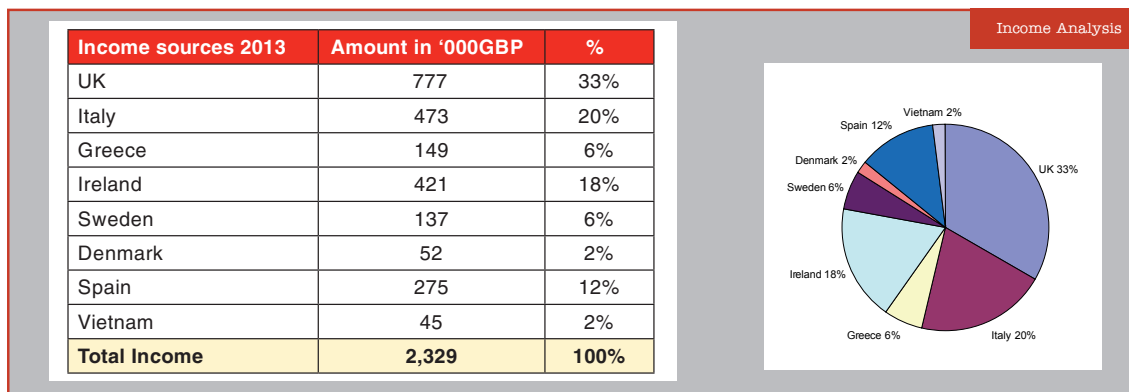 Income Analysis
Income sources 2013 Amount in ‘000GBP %
UK 777 33%
Italy 473 20%
Greece 149 6%
Ireland 421 18%
Sweden 137 6%
Denmark 52 2%
Spain 275 12%
Vietnam 45 2%
Total Income 2,329 100%
Vietnam 2%
Spain 12%
Denmark 2%
UK 33%
Sweden 6%
Ireland 18%
Greece 6%
Italy 20%